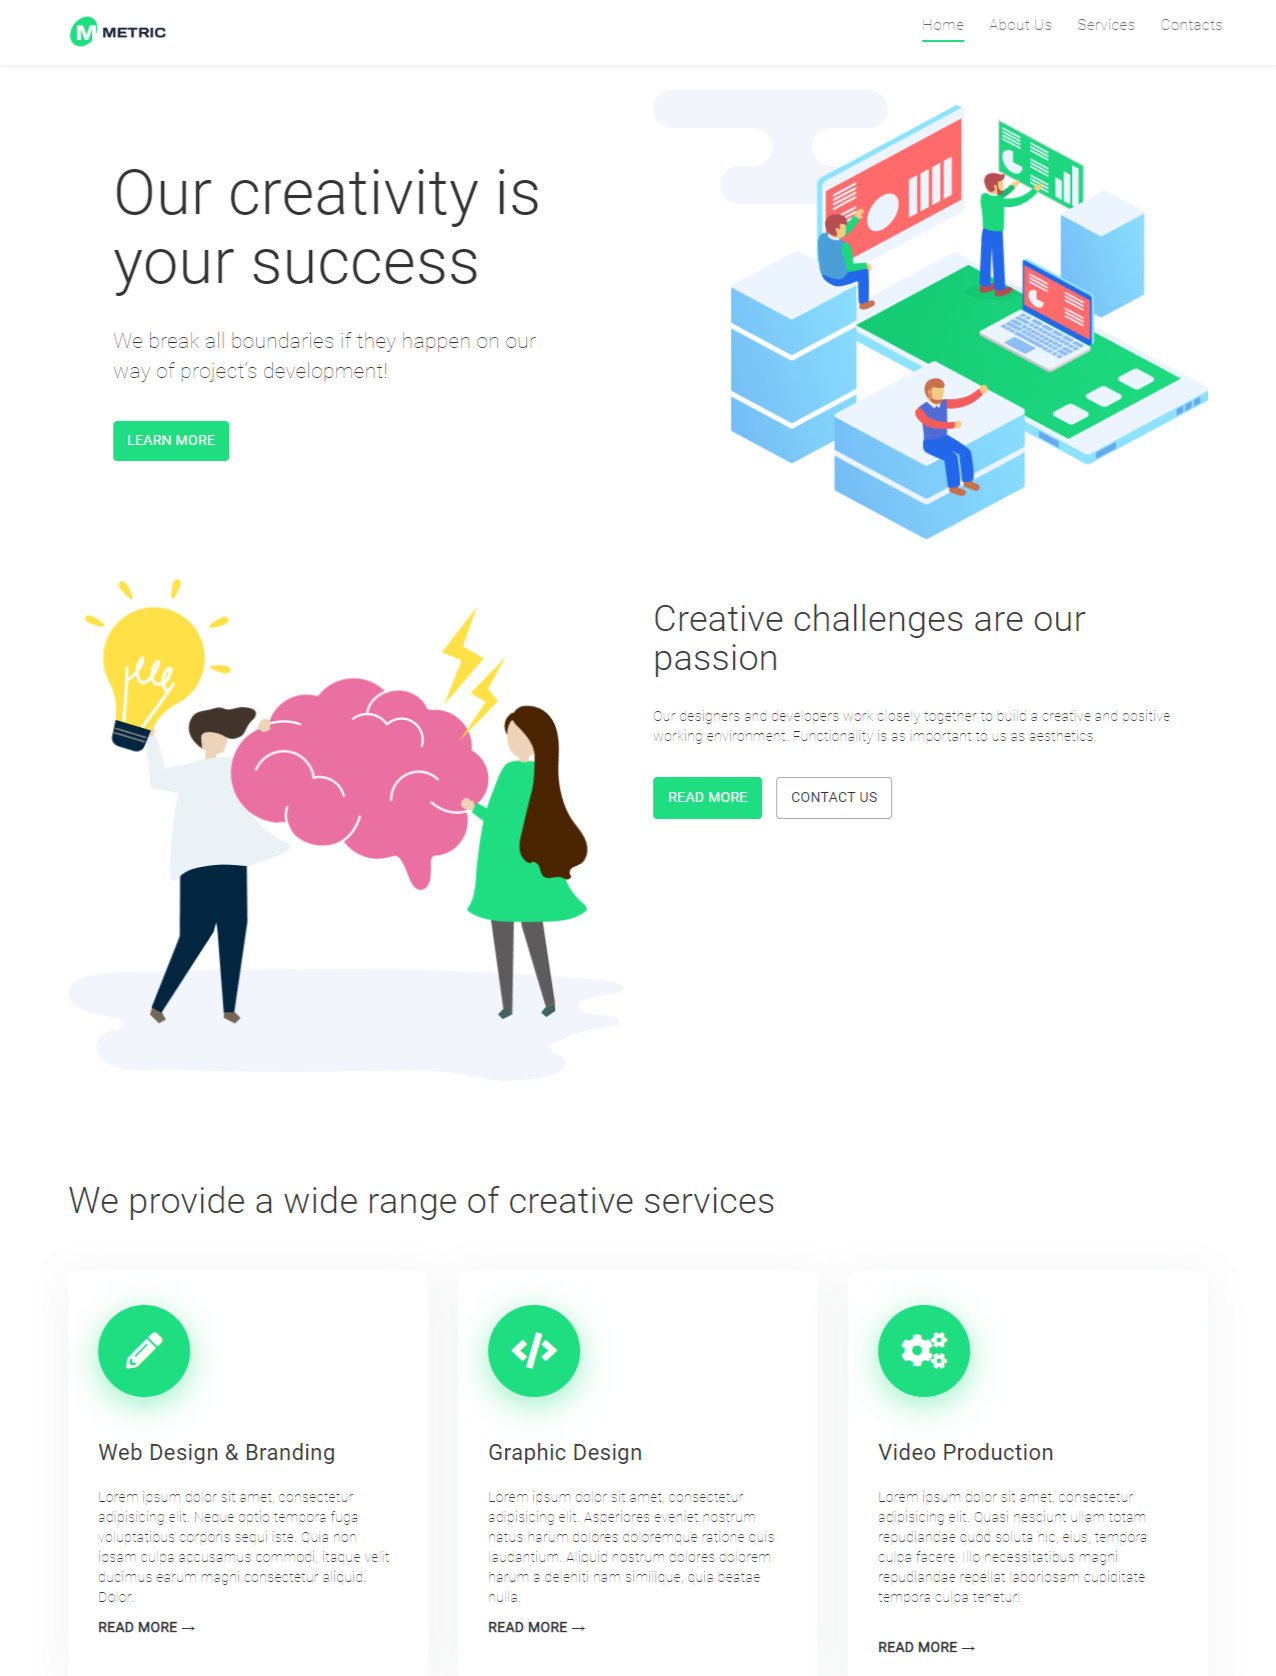 METRIC
Home About Us Services Contacts
Our creativity is
your success
We break all boundaries if they happen on our
way of project's development!
LEARN MORE
Creative challenges are our
passion
Our designers and developers work closely together to build a creative and positive
working environment. Functionality is as important to us as aesthetics.
READ MORE CONTACT US
We provide a wide range of creative services
Web Design & Branding
Lorem ipsum dolor sit amet, consectetur
adipisicing elit. Neque optio tempora fuga
voluptatibus corporis sequi iste. Quia non
ipsam culpa accusamus commodi, itaque velit
ducimus earum magni consectetur aliquid.
Dolor.
READ MORE →
Graphic Design
Lorem ipsum dolor sit amet, consectetur
adipisicing elit. Asperiores eveniet nostrum
natus harum dolores doloremque ratione quis
laudantium. Aliquid nostrum dolores dolorem
harum a deleniti nam similique, quia beatae
nulla.
READ MORE →
Video Production
Lorem ipsum dolor sit amet, consectetur
adipisicing elit. Quasi nesciunt ullam totam
repudiandae quod soluta hic, eius, tempora
culpa facere. Illo necessitatibus magni
repudiandae repellat laboriosam cupiditate
tempora culpa tenetur!
READ MORE →